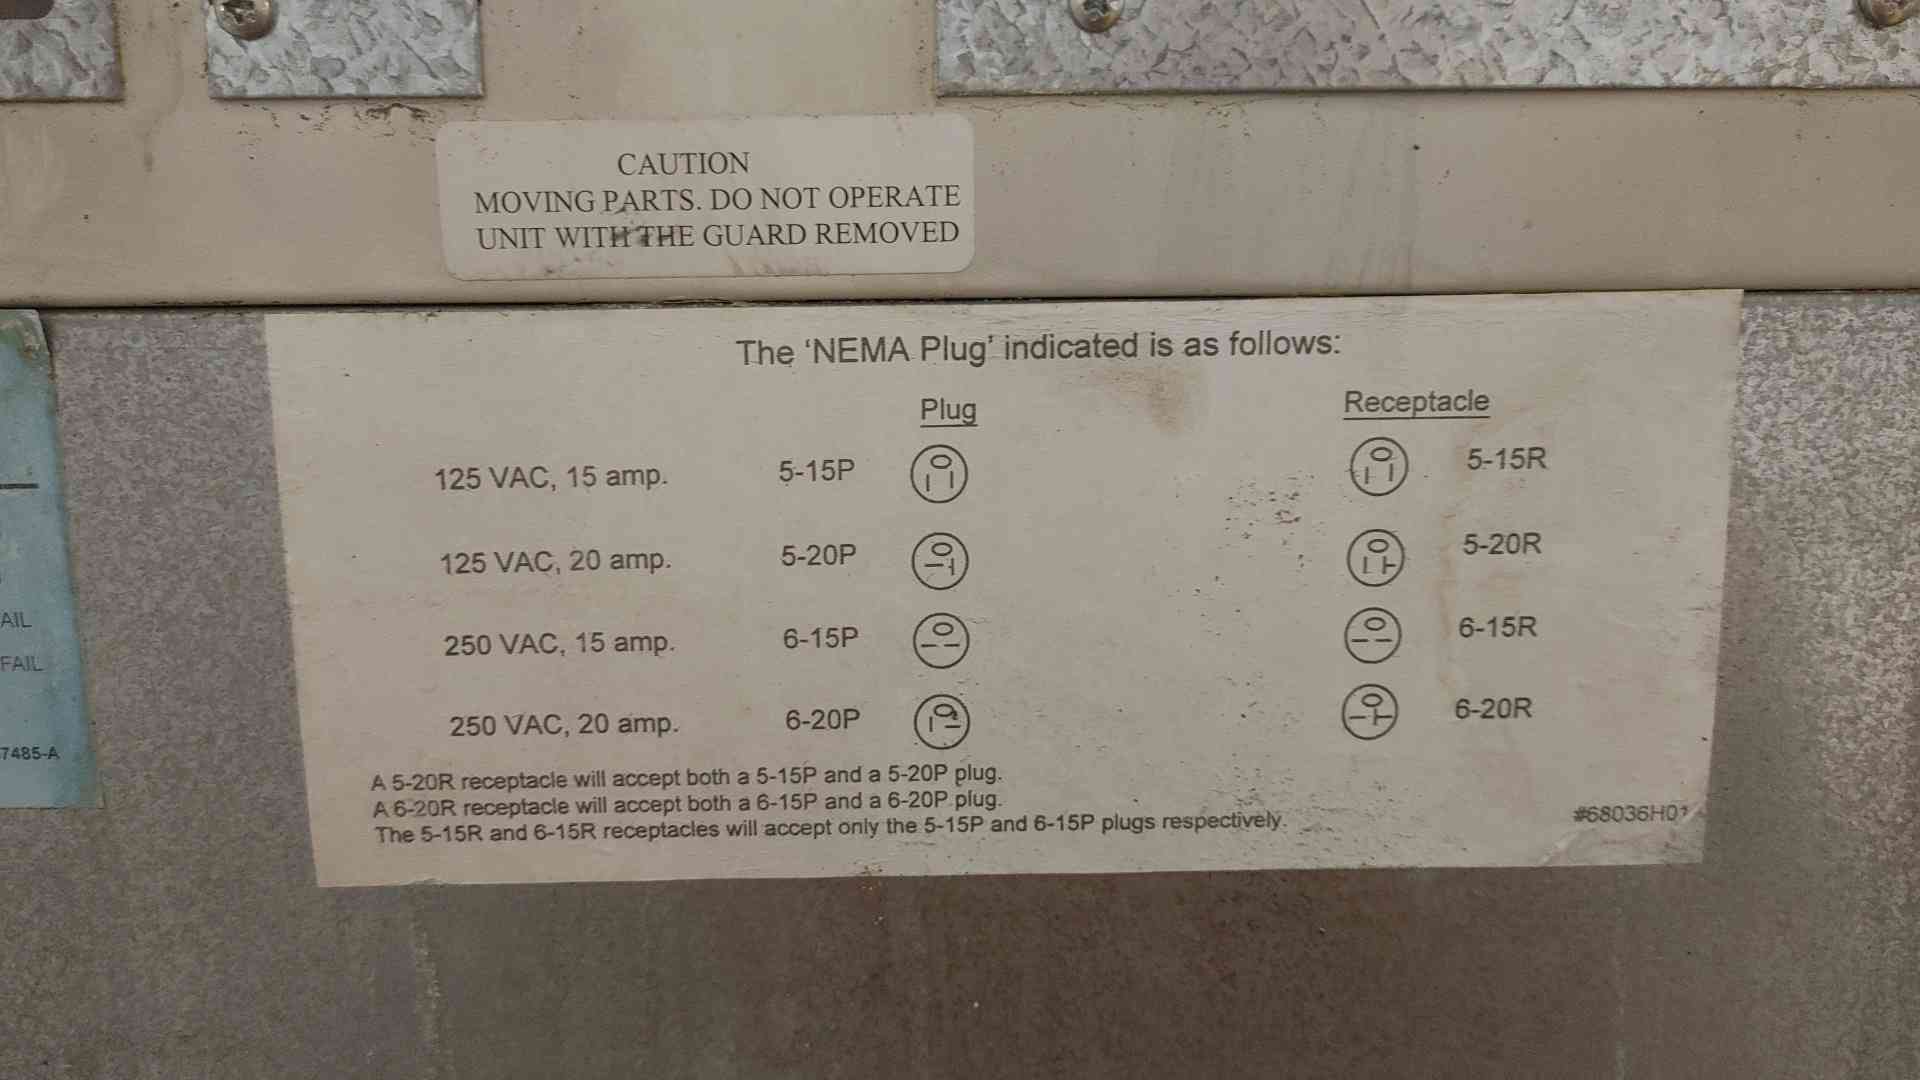 CAUTION
MOVING PARTS. DO NOT OPERATE
UNIT WITH THE GUARD REMOVED
The ‘NEMA Plug’ indicated is as follows:
Plug Receptacle
125 VAC, 15 amp. 5-15P 5-15R
125 VAC, 20 amp. 5-20P 5-20R
250 VAC, 15 amp. 6-15P 6-15R
250 VAC, 20 amp. 6-20P 6-20R
A 5-20R receptacle will accept both a 5-15P and a 5-20P plug.
A 6-20R receptacle will accept both a 6-15P and a 6-20P plug.
The 5-15R and 6-15R receptacles will accept only the 5-15P and 6-15P plugs respectively.
#68036H01
AIL
FAIL
7485-A